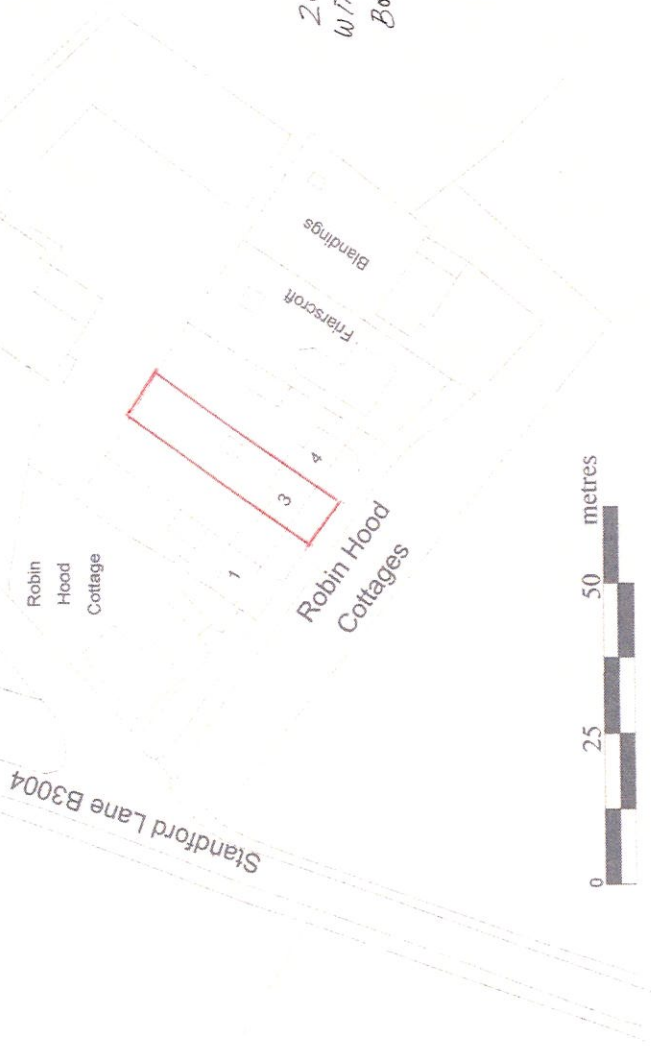 Robin
Hood
Cottage
Blandings
Friarscroft
4
3
1
Robin Hood
Cottages
Standford Lane B3004
metres
0 25 50